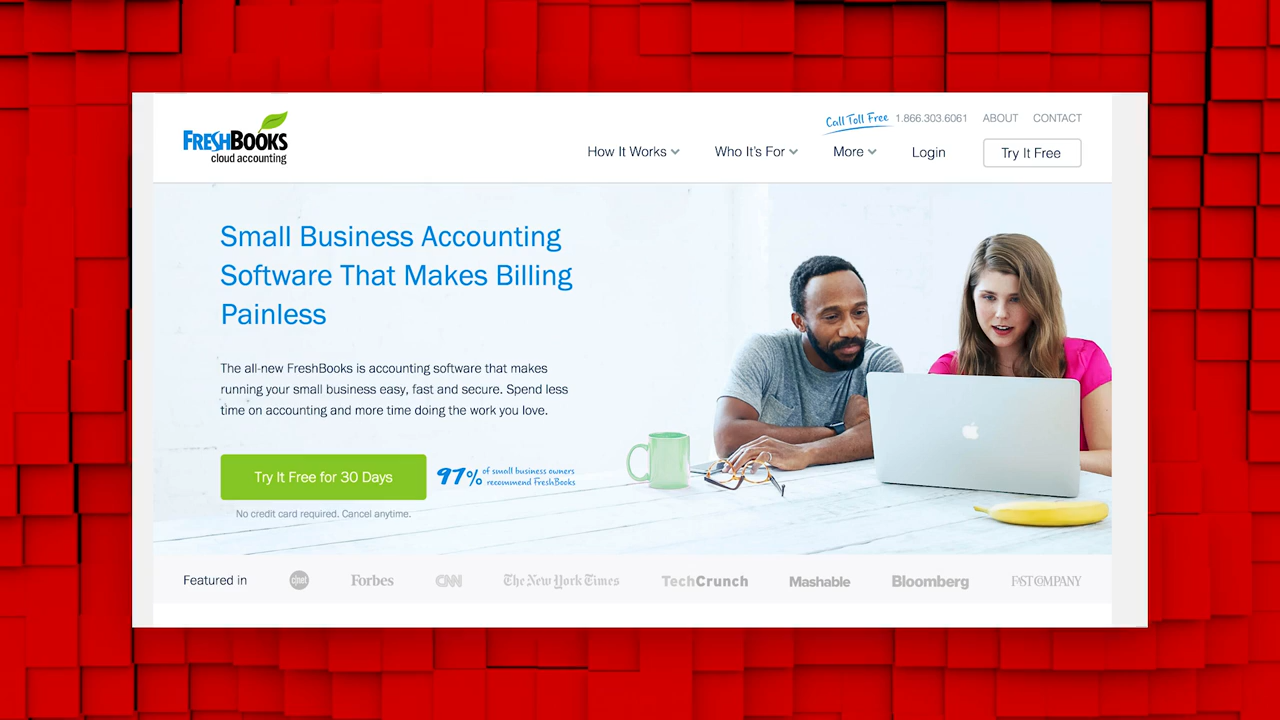 FRESHBOOKS
cloud accounting
Call Toll Free 1.866.303.6061 ABOUT CONTACT
How It Works Who It's For More Login Try It Free
Small Business Accounting
Software That Makes Billing
Painless
The all-new FreshBooks is accounting software that makes
running your small business easy, fast and secure. Spend less
time on accounting and more time doing the work you love.
Try It Free for 30 Days
97% of small business owners
recommend FreshBooks
No credit card required. Cancel anytime.
Featured in c|net Forbes CNN The New York Times TechCrunch Mashable Bloomberg FAST COMPANY